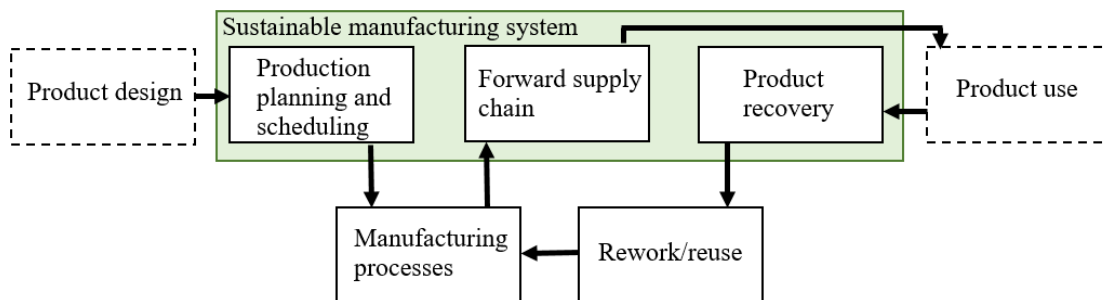 Sustainable manufacturing system
Product design
Production
planning and
scheduling
Forward supply
chain
Product
recovery
Product use
Manufacturing
processes
Rework/reuse